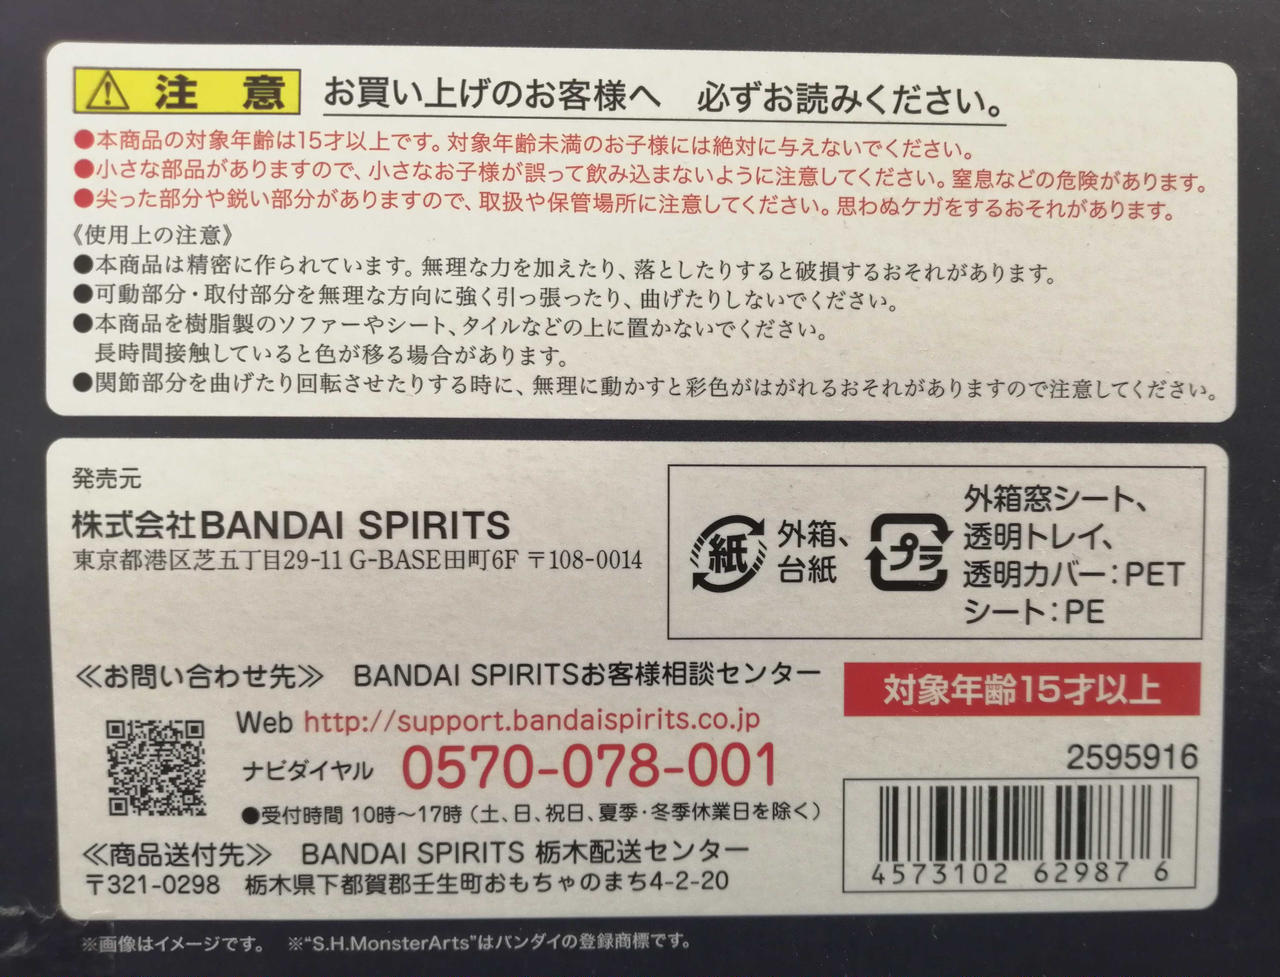 注 意 お買い上げのお客様へ 必ずお読みください。
●本商品の対象年齢は15才以上です。対象年齢未満のお子様には絶対に与えないでください。
●小さな部品がありますので、小さなお子様が誤って飲み込まないように注意してください。窒息などの危険があります。
●尖った部分や鋭い部分がありますので、取扱や保管場所に注意してください。思わぬケガをするおそれがあります。
《使用上の注意》
●本商品は精密に作られています。無理な力を加えたり、落としたりすると破損するおそれがあります。
●可動部分・取付部分を無理な方向に強く引っ張ったり、曲げたりしないでください。
●本商品を樹脂製のソファーやシート、タイルなどの上に置かないでください。
長時間接触していると色が移る場合があります。
●関節部分を曲げたり回転させたりする時に、無理に動かすと彩色がはがれるおそれがありますので注意してください。
発売元
株式会社BANDAI SPIRITS
東京都港区芝五丁目29-11 G-BASE田町6F 〒108-0014
紙 外箱、
台紙
プラ 外箱窓シート、
透明トレイ、
透明カバー:PET
シート:PE
≪お問い合わせ先≫ BANDAI SPIRITSお客様相談センター
Web http://support.bandaispirits.co.jp
ナビダイヤル 0570-078-001
●受付時間 10時〜17時(土、日、祝日、夏季・冬季休業日を除く)
≪商品送付先≫ BANDAI SPIRITS 栃木配送センター
〒321-0298 栃木県下都賀郡壬生町おもちゃのまち4-2-20
対象年齢15才以上
2595916
4573102 62987 6
※画像はイメージです。 ※“S.H.MonsterArts”はバンダイの登録商標です。